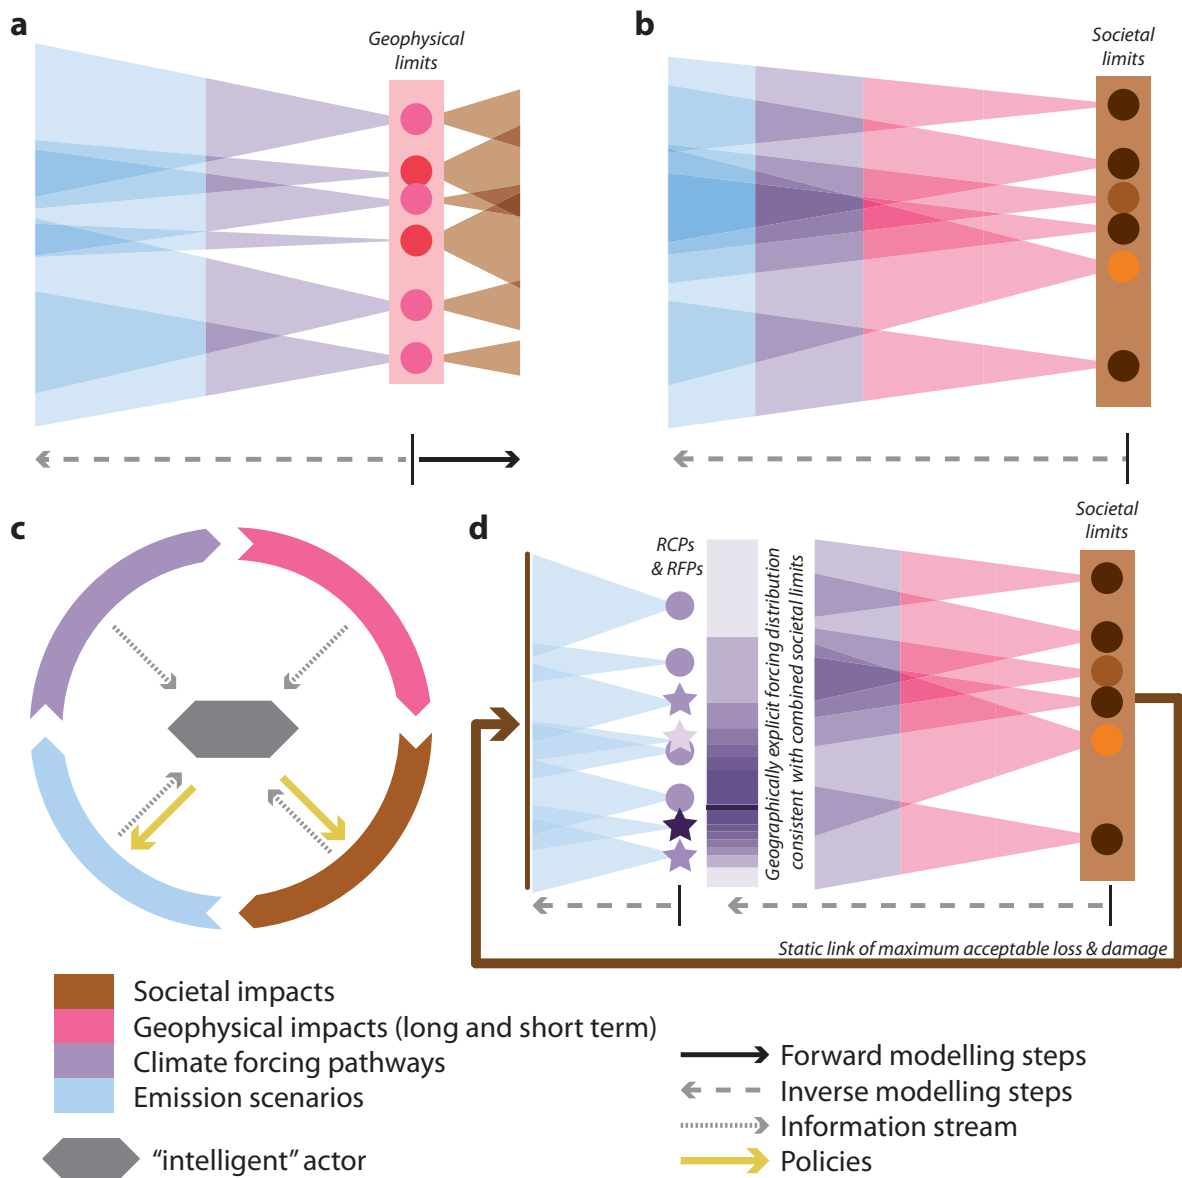 a
Geophysical
limits
b
Societal
limits
c
d
RCPs
& RFPs
Geographically explicit forcing distribution
consistent with combined societal limits
Societal
limits
Static link of maximum acceptable loss & damage
Societal impacts
Geophysical impacts (long and short term)
Climate forcing pathways
Emission scenarios
“intelligent” actor
Forward modelling steps
Inverse modelling steps
Information stream
Policies